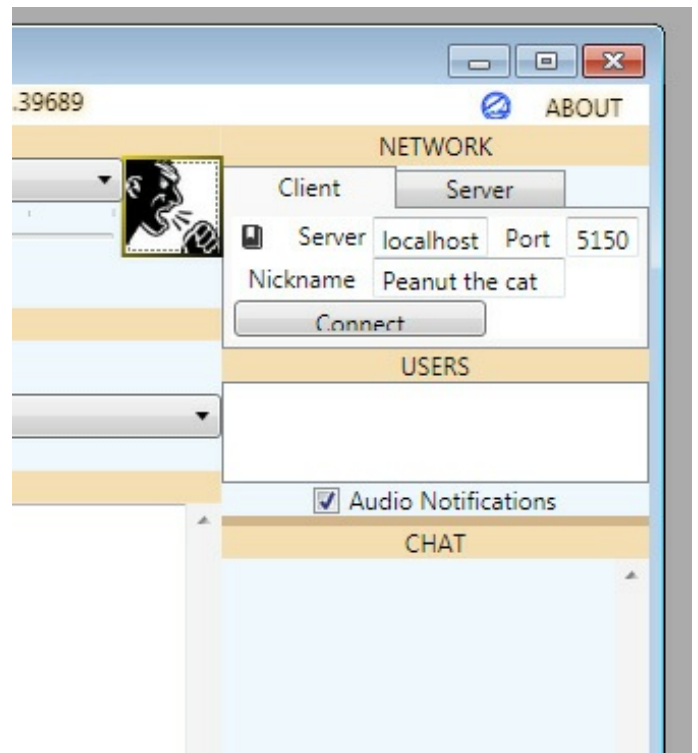 .39689 ABOUT
NETWORK
Client Server
Server localhost Port 5150
Nickname Peanut the cat
Connect
USERS
Audio Notifications
CHAT